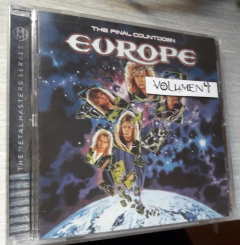 THE FINAL COUNTDOWN
EUROPE
VOLUMEN 4
THE METAL MASTERS SERIES